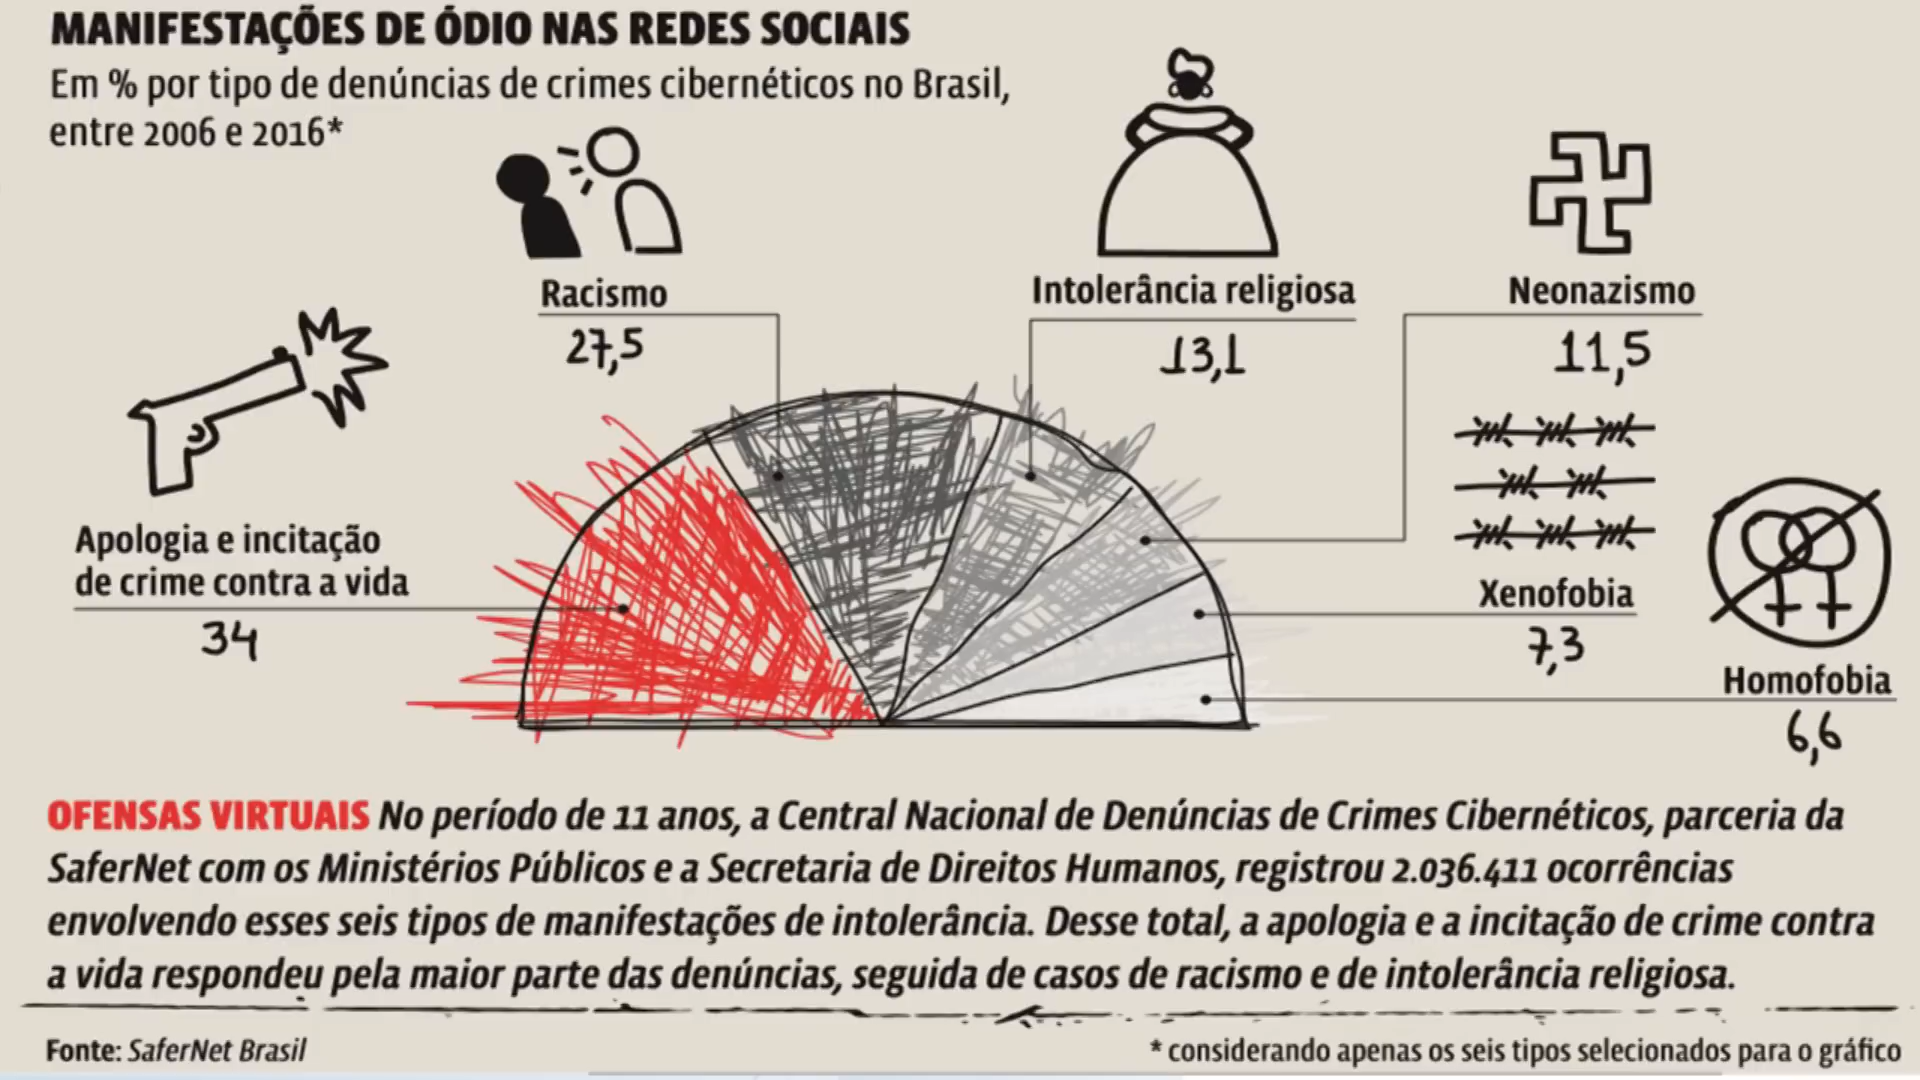 MANIFESTAÇÕES DE ÓDIO NAS REDES SOCIAIS
Em % por tipo de denúncias de crimes cibernéticos no Brasil,
entre 2006 e 2016*
Racismo
27,5
Intolerância religiosa
13,1
Neonazismo
11,5
Apologia e incitação
de crime contra a vida
34
Xenofobia
7,3
Homofobia
6,6
OFENSAS VIRTUAIS No período de 11 anos, a Central Nacional de Denúncias de Crimes Cibernéticos, parceria da
SaferNet com os Ministérios Públicos e a Secretaria de Direitos Humanos, registrou 2.036.411 ocorrências
envolvendo esses seis tipos de manifestações de intolerância. Desse total, a apologia e a incitação de crime contra
a vida respondeu pela maior parte das denúncias, seguida de casos de racismo e de intolerância religiosa.
Fonte: SaferNet Brasil
* considerando apenas os seis tipos selecionados para o gráfico